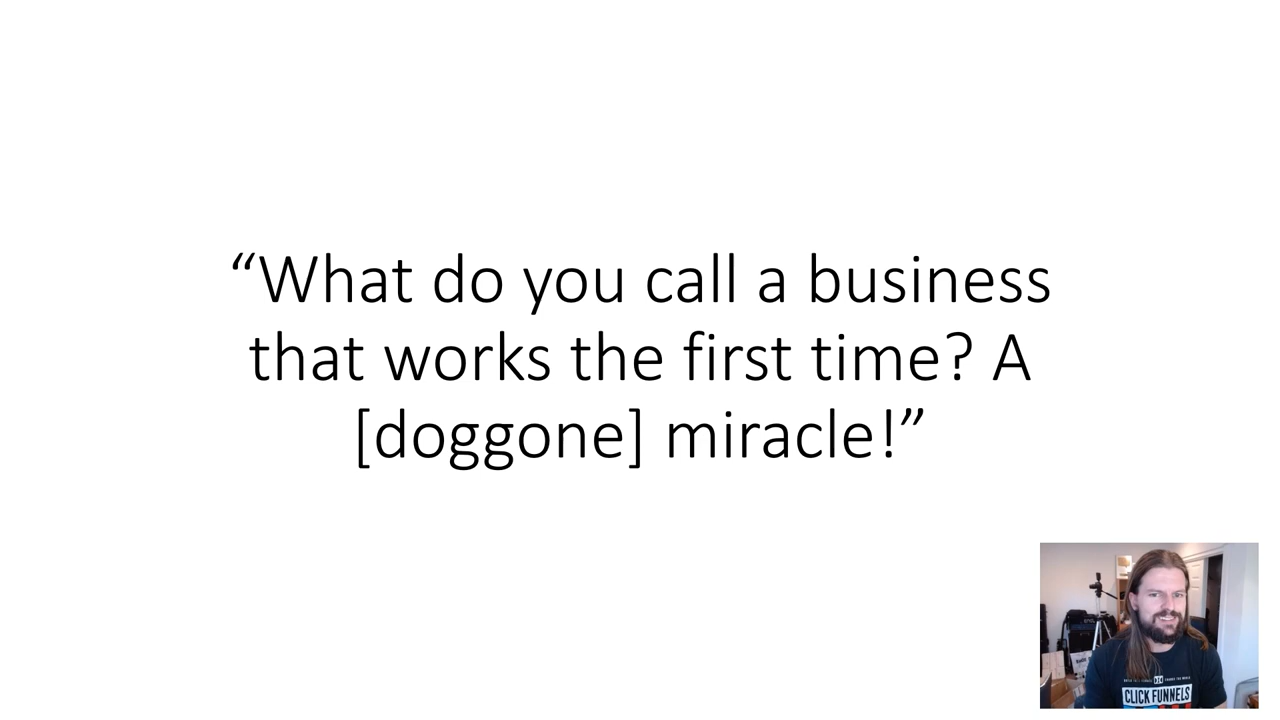 “What do you call a business
that works the first time? A
[doggone] miracle!”
CLICK FUNNELS